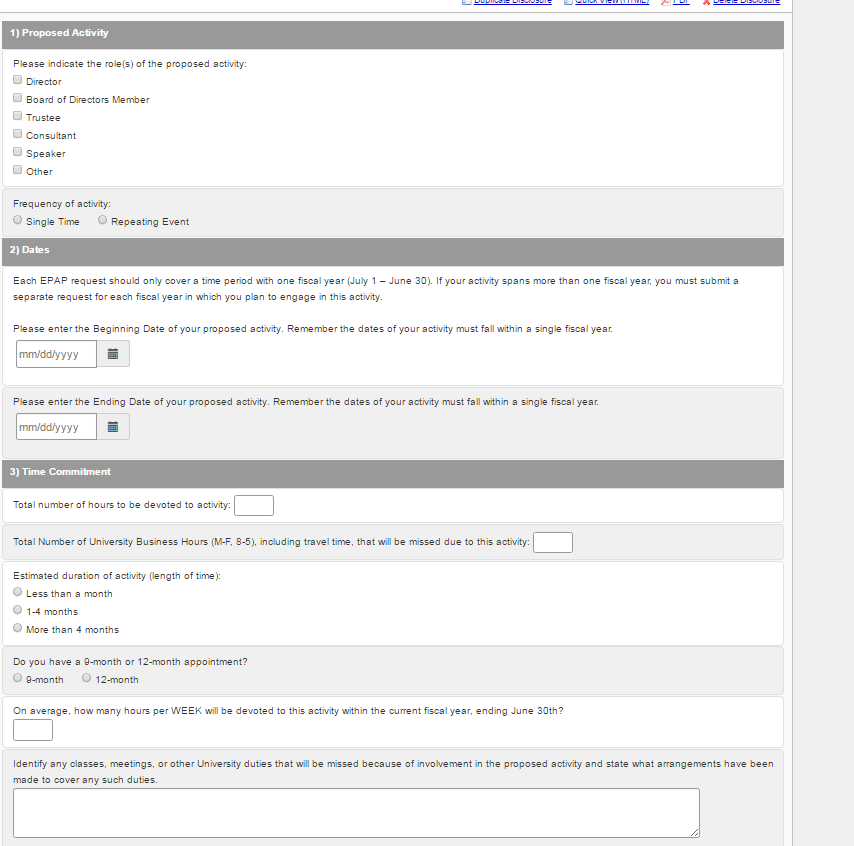 Duplicate Disclosure Quick View (HTML) PDF Delete Disclosure
1) Proposed Activity
Please indicate the role(s) of the proposed activity:
Director
Board of Directors Member
Trustee
Consultant
Speaker
Other
Frequency of activity:
Single Time Repeating Event
2) Dates
Each EPAP request should only cover a time period with one fiscal year (July 1 – June 30). If your activity spans more than one fiscal year, you must submit a
separate request for each fiscal year in which you plan to engage in this activity.
Please enter the Beginning Date of your proposed activity. Remember the dates of your activity must fall within a single fiscal year.
mm/dd/yyyy
Please enter the Ending Date of your proposed activity. Remember the dates of your activity must fall within a single fiscal year.
mm/dd/yyyy
3) Time Commitment
Total number of hours to be devoted to activity:
Total Number of University Business Hours (M-F, 8-5), including travel time, that will be missed due to this activity:
Estimated duration of activity (length of time):
Less than a month
1-4 months
More than 4 months
Do you have a 9-month or 12-month appointment?
9-month 12-month
On average, how many hours per WEEK will be devoted to this activity within the current fiscal year, ending June 30th?
Identify any classes, meetings, or other University duties that will be missed because of involvement in the proposed activity and state what arrangements have been
made to cover any such duties.